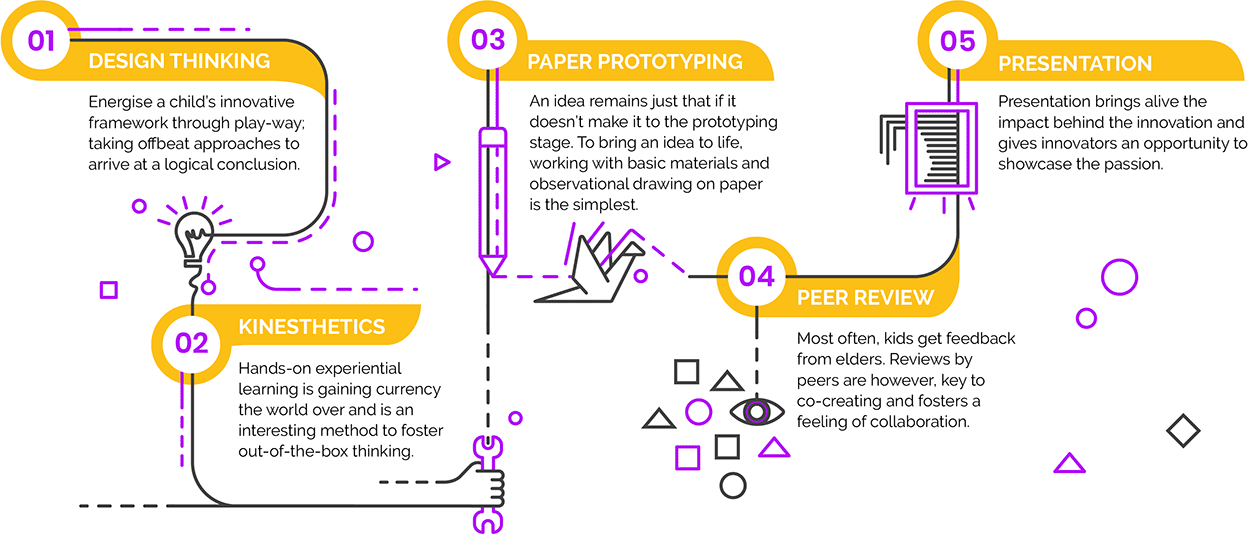 01
DESIGN THINKING
Energise a child's innovative
framework through play-way;
taking offbeat approaches to
arrive at a logical conclusion.
02
KINESTHETICS
Hands-on experiential
learning is gaining currency
the world over and is an
interesting method to foster
out-of-the-box thinking.
03
PAPER PROTOTYPING
An idea remains just that if it
doesn't make it to the prototyping
stage. To bring an idea to life,
working with basic materials and
observational drawing on paper
is the simplest.
04
PEER REVIEW
Most often, kids get feedback
from elders. Reviews by
peers are however, key to
co-creating and fosters a
feeling of collaboration.
05
PRESENTATION
Presentation brings alive the
impact behind the innovation and
gives innovators an opportunity to
showcase the passion.